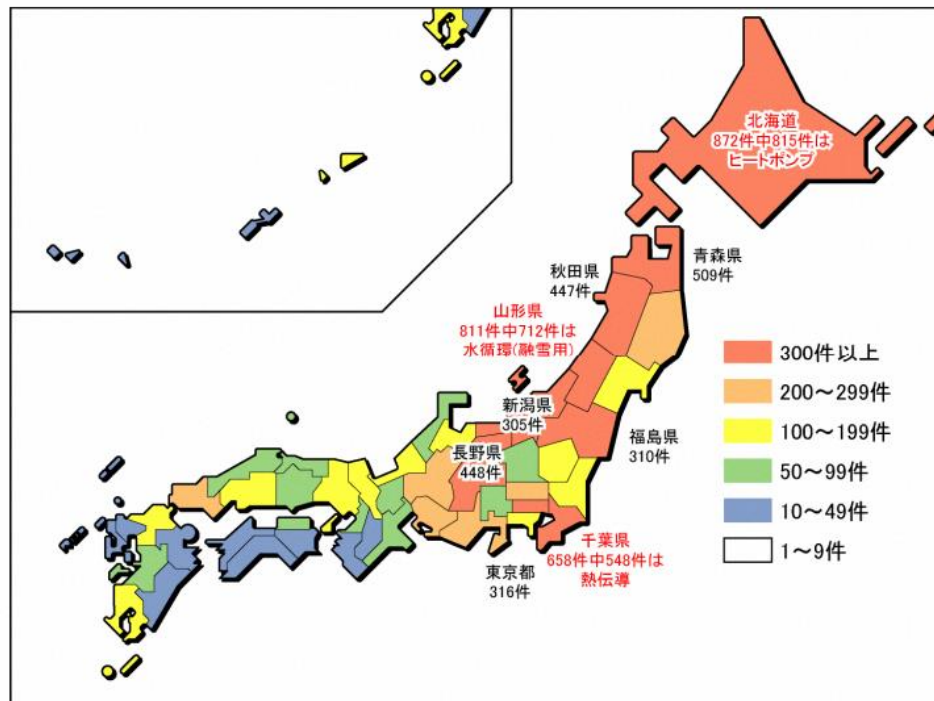 北海道
872件中815件は
ヒートポンプ
青森県
509件
秋田県
447件
山形県
811件中712件は
水循環(融雪用)
新潟県
305件
長野県
448件
福島県
310件
千葉県
658件中548件は
熱伝導
東京都
316件
300件以上
200～299件
100～199件
50～99件
10～49件
1～9件